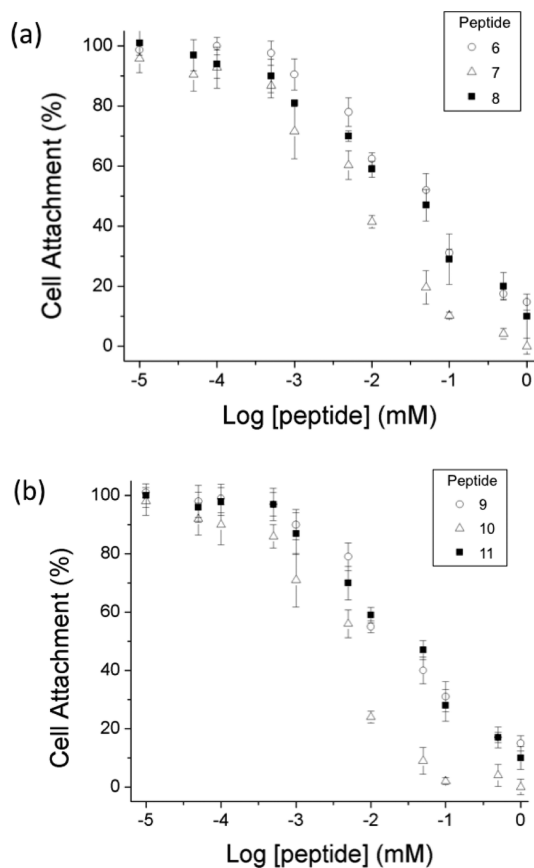 (a)
Peptide
6
7
8
100
80
60
40
20
0
Cell Attachment (%)
-5 -4 -3 -2 -1 0
Log [peptide] (mM)
(b)
Peptide
9
10
11
100
80
60
40
20
0
Cell Attachment (%)
-5 -4 -3 -2 -1 0
Log [peptide] (mM)